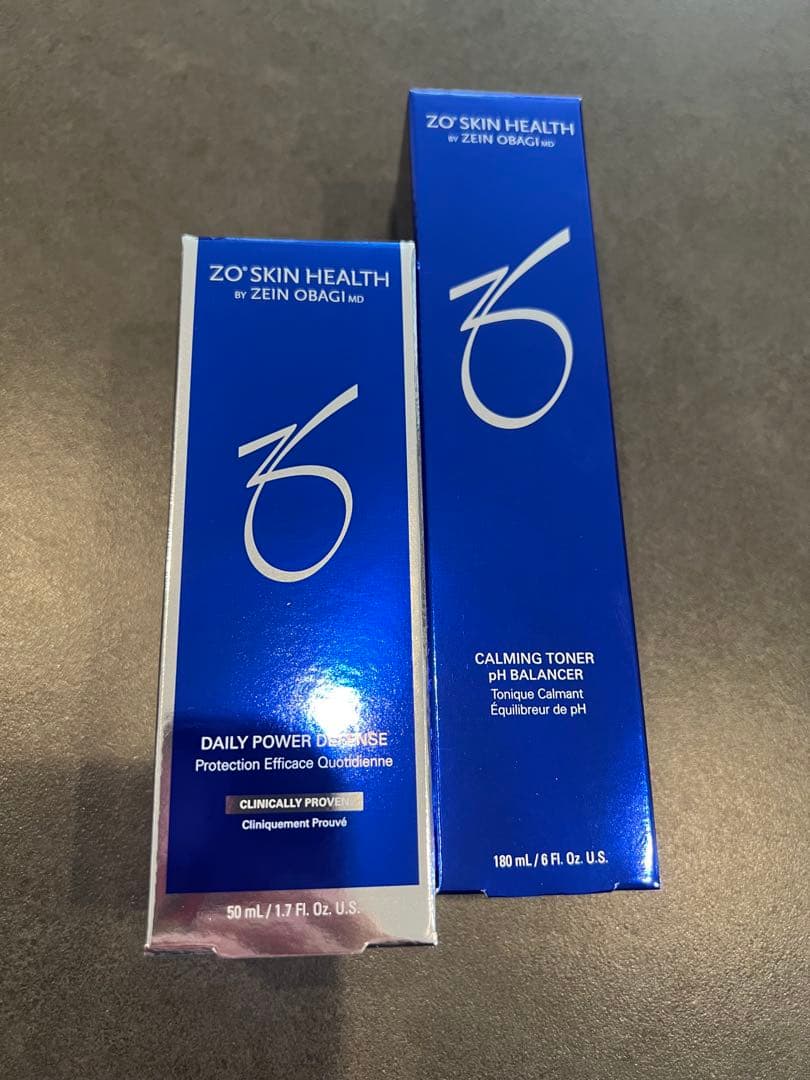 ZO® SKIN HEALTH
BY ZEIN OBAGI MD
DAILY POWER DEFENSE
Protection Efficace Quotidienne
CLINICALLY PROVEN
Cliniquement Prouvé
50 mL / 1.7 Fl. Oz. U.S.
ZO® SKIN HEALTH
BY ZEIN OBAGI MD
CALMING TONER
pH BALANCER
Tonique Calmant
Équilibreur de pH
180 mL / 6 Fl. Oz. U.S.